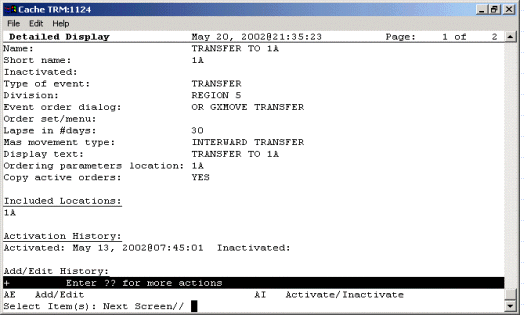 Cache TRM:1124
File Edit Help
Detailed Display May 20, 2002@21:35:23 Page: 1 of 2
Name: TRANSFER TO 1A
Short name: 1A
Inactivated:
Type of event: TRANSFER
Division: REGION 5
Event order dialog: OR GXMOVE TRANSFER
Order set/menu:
Lapse in #days: 30
Mas movement type: INTERWARD TRANSFER
Display text: TRANSFER TO 1A
Ordering parameters location: 1A
Copy active orders: YES
Included Locations:
1A
Activation History:
Activated: May 13, 2002@07:45:01 Inactivated:
Add/Edit History:
+ Enter ?? for more actions
AE Add/Edit AI Activate/Inactivate
Select Item(s): Next Screen//